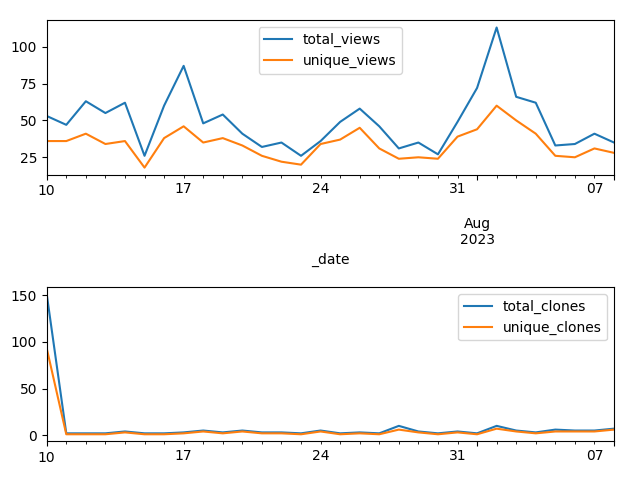 100
75
50
25
total_views
unique_views
10 17 24 31 07
Aug
2023
_date
150
100
50
0
total_clones
unique_clones
10 17 24 31 07